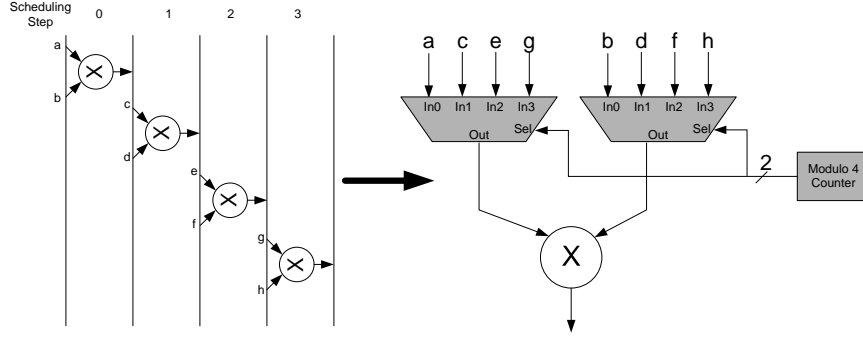 Scheduling
Step
0
1
2
3
a
b
X
c
d
X
e
f
X
g
h
X
a c e g
b d f h
In0 In1 In2 In3
Out
Sel
In0 In1 In2 In3
Out
Sel
2
Modulo 4
Counter
X